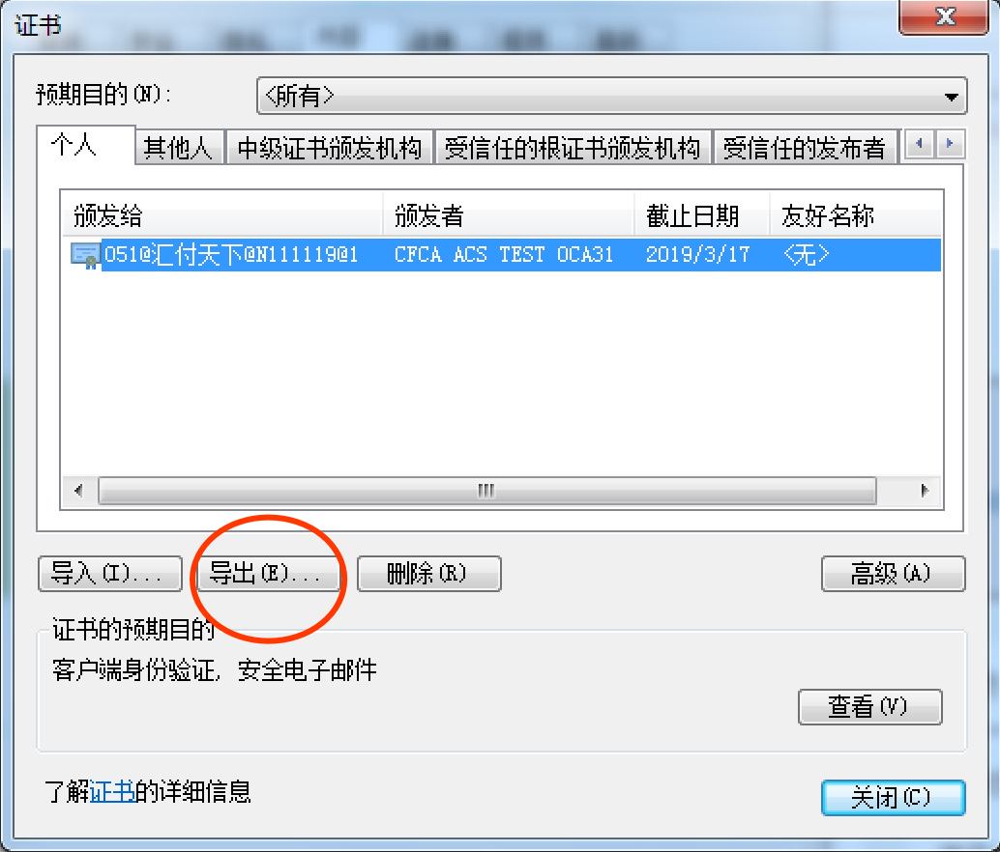 证书
预期目的(N):
<所有>
个人 其他人 中级证书颁发机构 受信任的根证书颁发机构 受信任的发布者
颁发给 颁发者 截止日期 友好名称
051@汇付天下@N111119@1 CFCA ACS TEST OCA31 2019/3/17 <无>
导入(I)... 导出(E)... 删除(R) 高级(A)
证书的预期目的
客户端身份验证, 安全电子邮件
查看(V)
了解证书的详细信息
关闭(C)